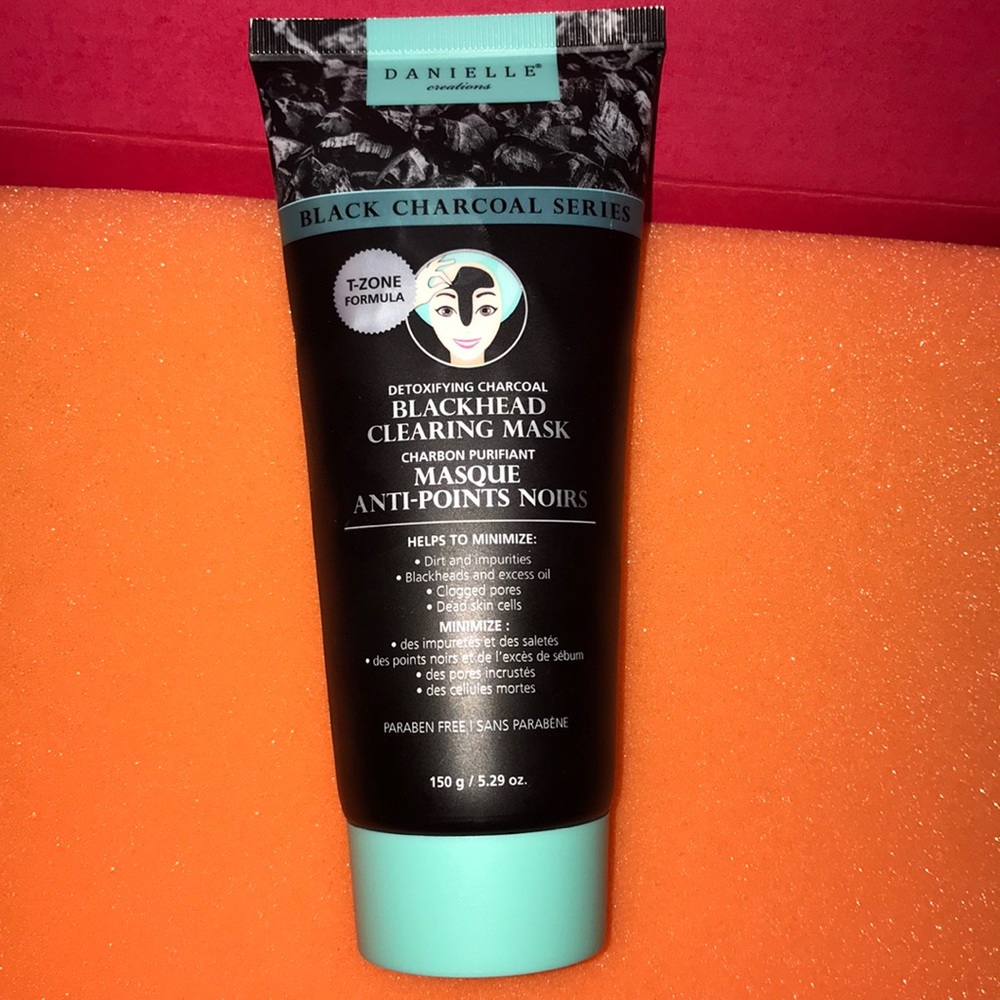 DANIELLE®
creations
BLACK CHARCOAL SERIES
T-ZONE
FORMULA
DETOXIFYING CHARCOAL
BLACKHEAD
CLEARING MASK
CHARBON PURIFIANT
MASQUE
ANTI-POINTS NOIRS
HELPS TO MINIMIZE:
• Dirt and impurities
• Blackheads and excess oil
• Clogged pores
• Dead skin cells
MINIMIZE :
• des impuretés et des saletés
• des points noirs et de l'excès de sébum
• des pores incrustés
• des cellules mortes
PARABEN FREE | SANS PARABÈNE
150 g / 5.29 oz.